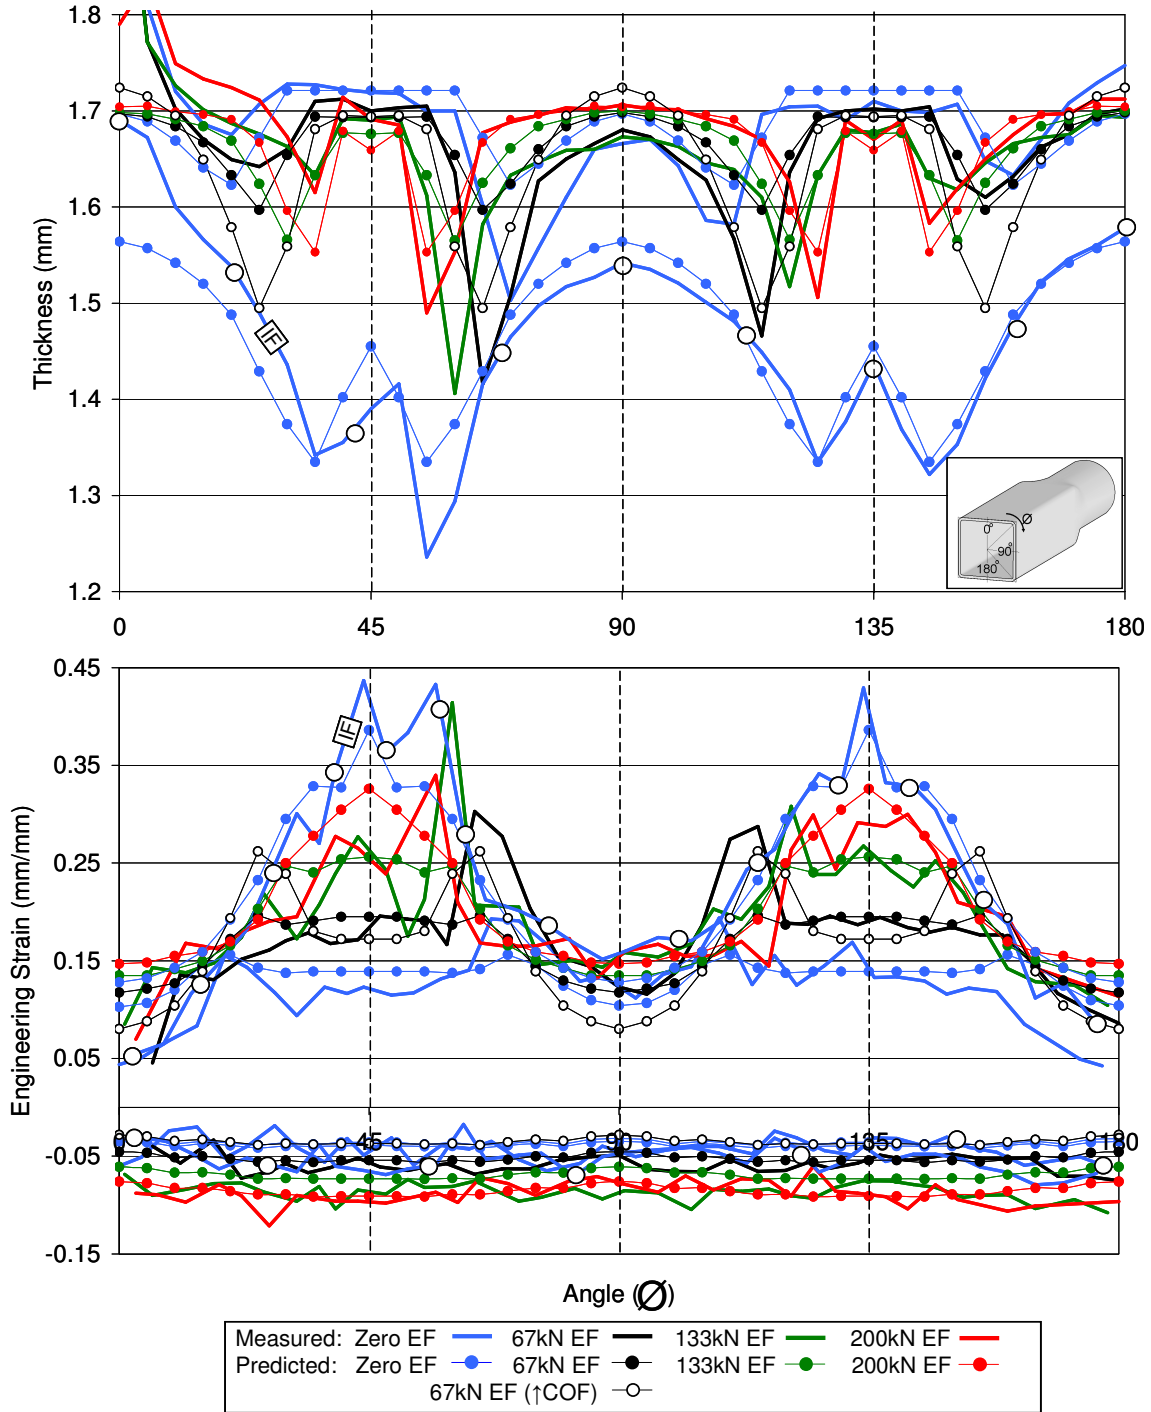 1.8
1.7
1.6
1.5
1.4
1.3
1.2
Thickness (mm)
IF
0°
Ø
90°
180°
0 45 90 135 180
0.45
0.35
0.25
0.15
0.05
-0.05
-0.15
Engineering Strain (mm/mm)
IF
0 45 90 135 180
Angle (Ø)
Measured: Zero EF 67kN EF 133kN EF 200kN EF
Predicted: Zero EF 67kN EF 133kN EF 200kN EF
67kN EF (↑COF)